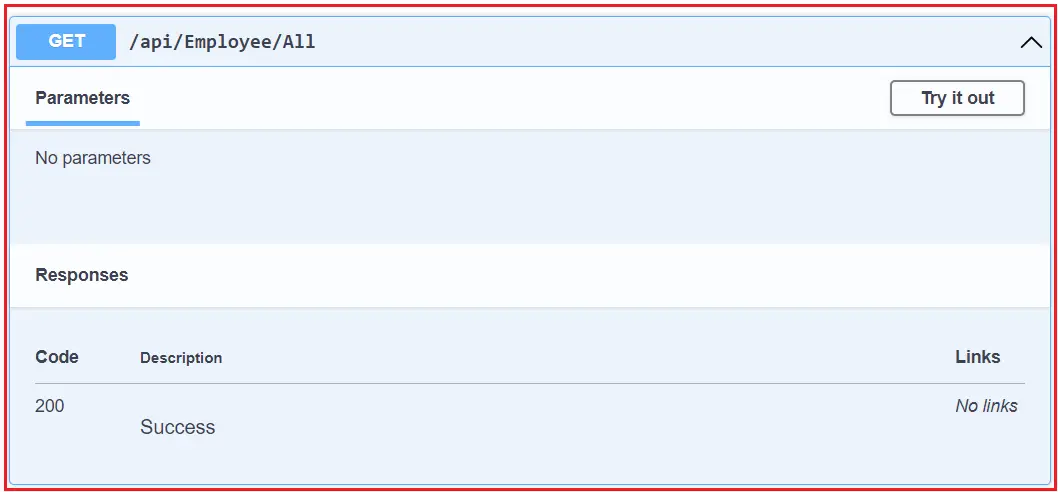 GET /api/Employee/All
Parameters Try it out
No parameters
Responses
Code Description Links
200 No links
Success